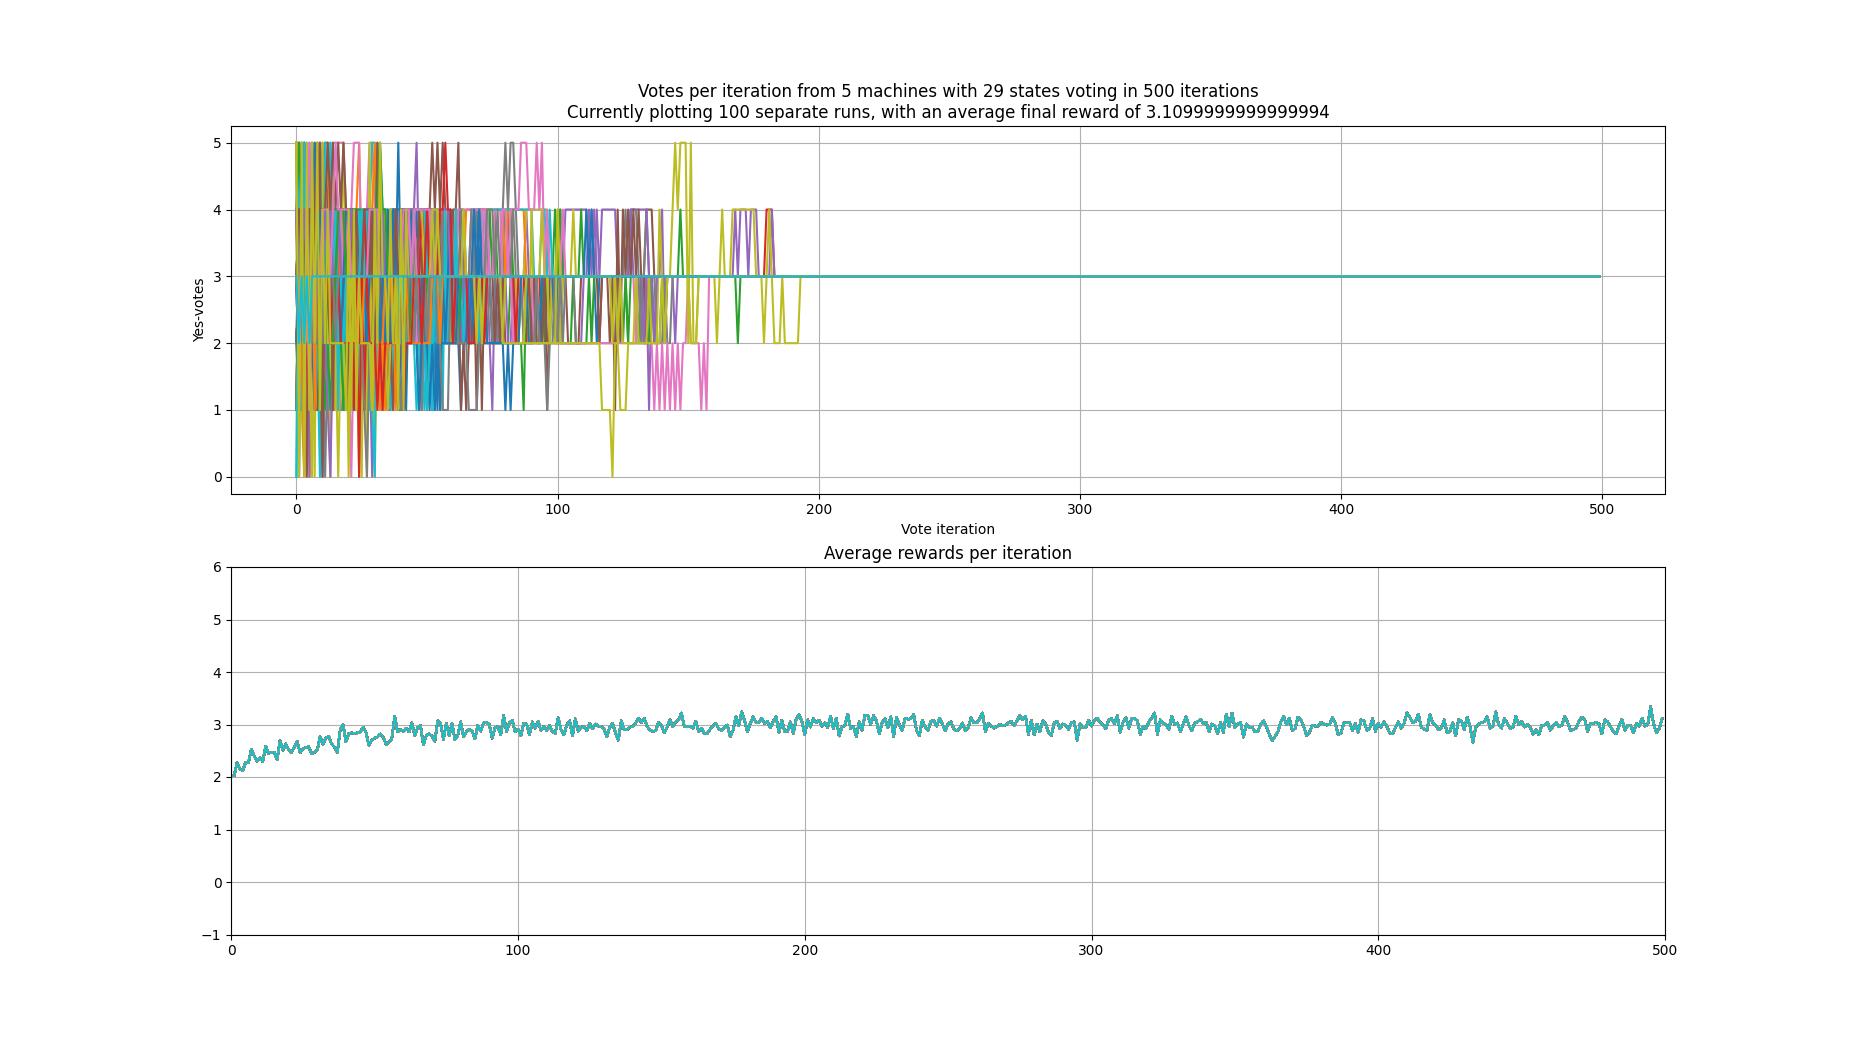 Votes per iteration from 5 machines with 29 states voting in 500 iterations
Currently plotting 100 separate runs, with an average final reward of 3.1099999999999994
5
4
3
2
1
0
Yes-votes
0 100 200 300 400 500
Vote iteration
Average rewards per iteration
6
5
4
3
2
1
0
−1
0 100 200 300 400 500